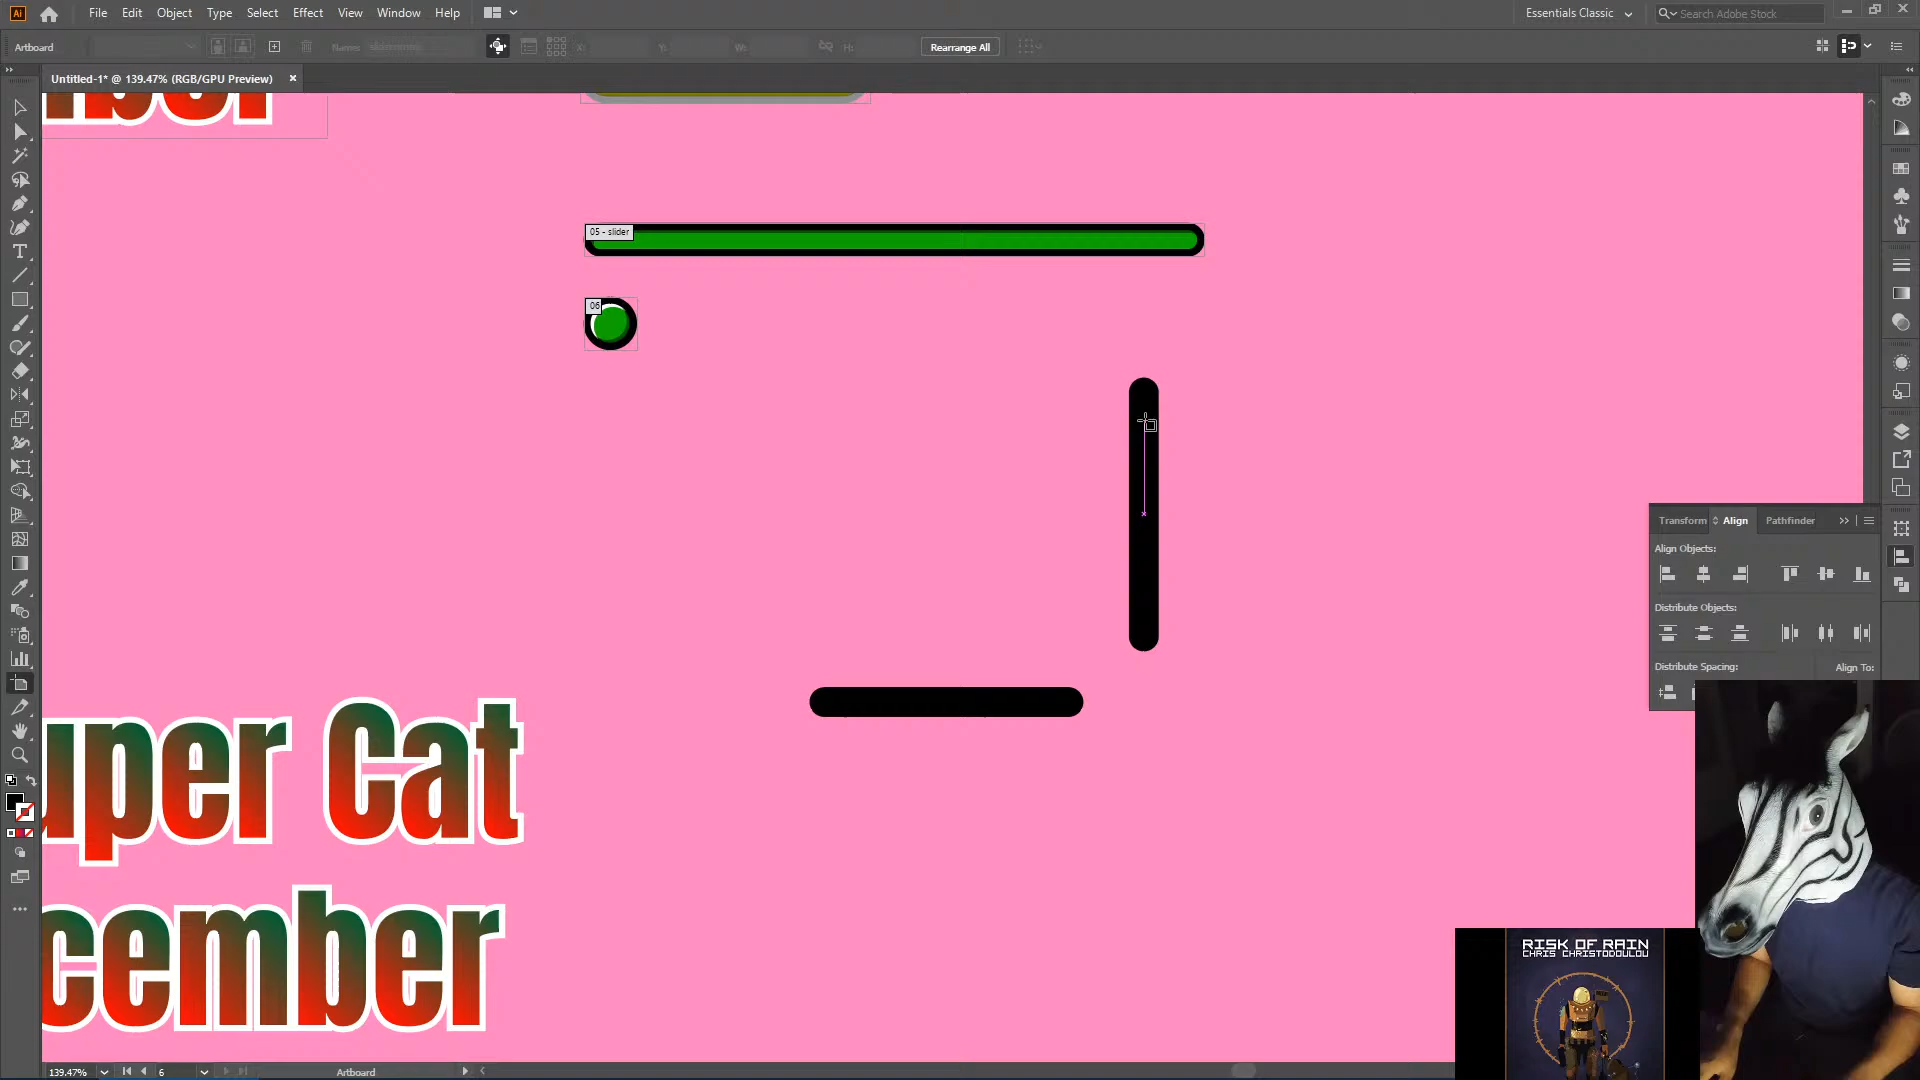 File Edit Object Type Select Effect View Window Help
Essentials Classic
Search Adobe Stock
Artboard
Name:
X:
Y:
W:
H:
Rearrange All
Untitled-1* @ 139.47% (RGB/GPU Preview)
05 - slider
06
Transform
Align
Pathfinder
Align Objects:
Distribute Objects:
Distribute Spacing:
Align To:
uper Cat
cember
RISK OF RAIN
CHRIS CHRISTODOULOU
139.47%
6
Artboard